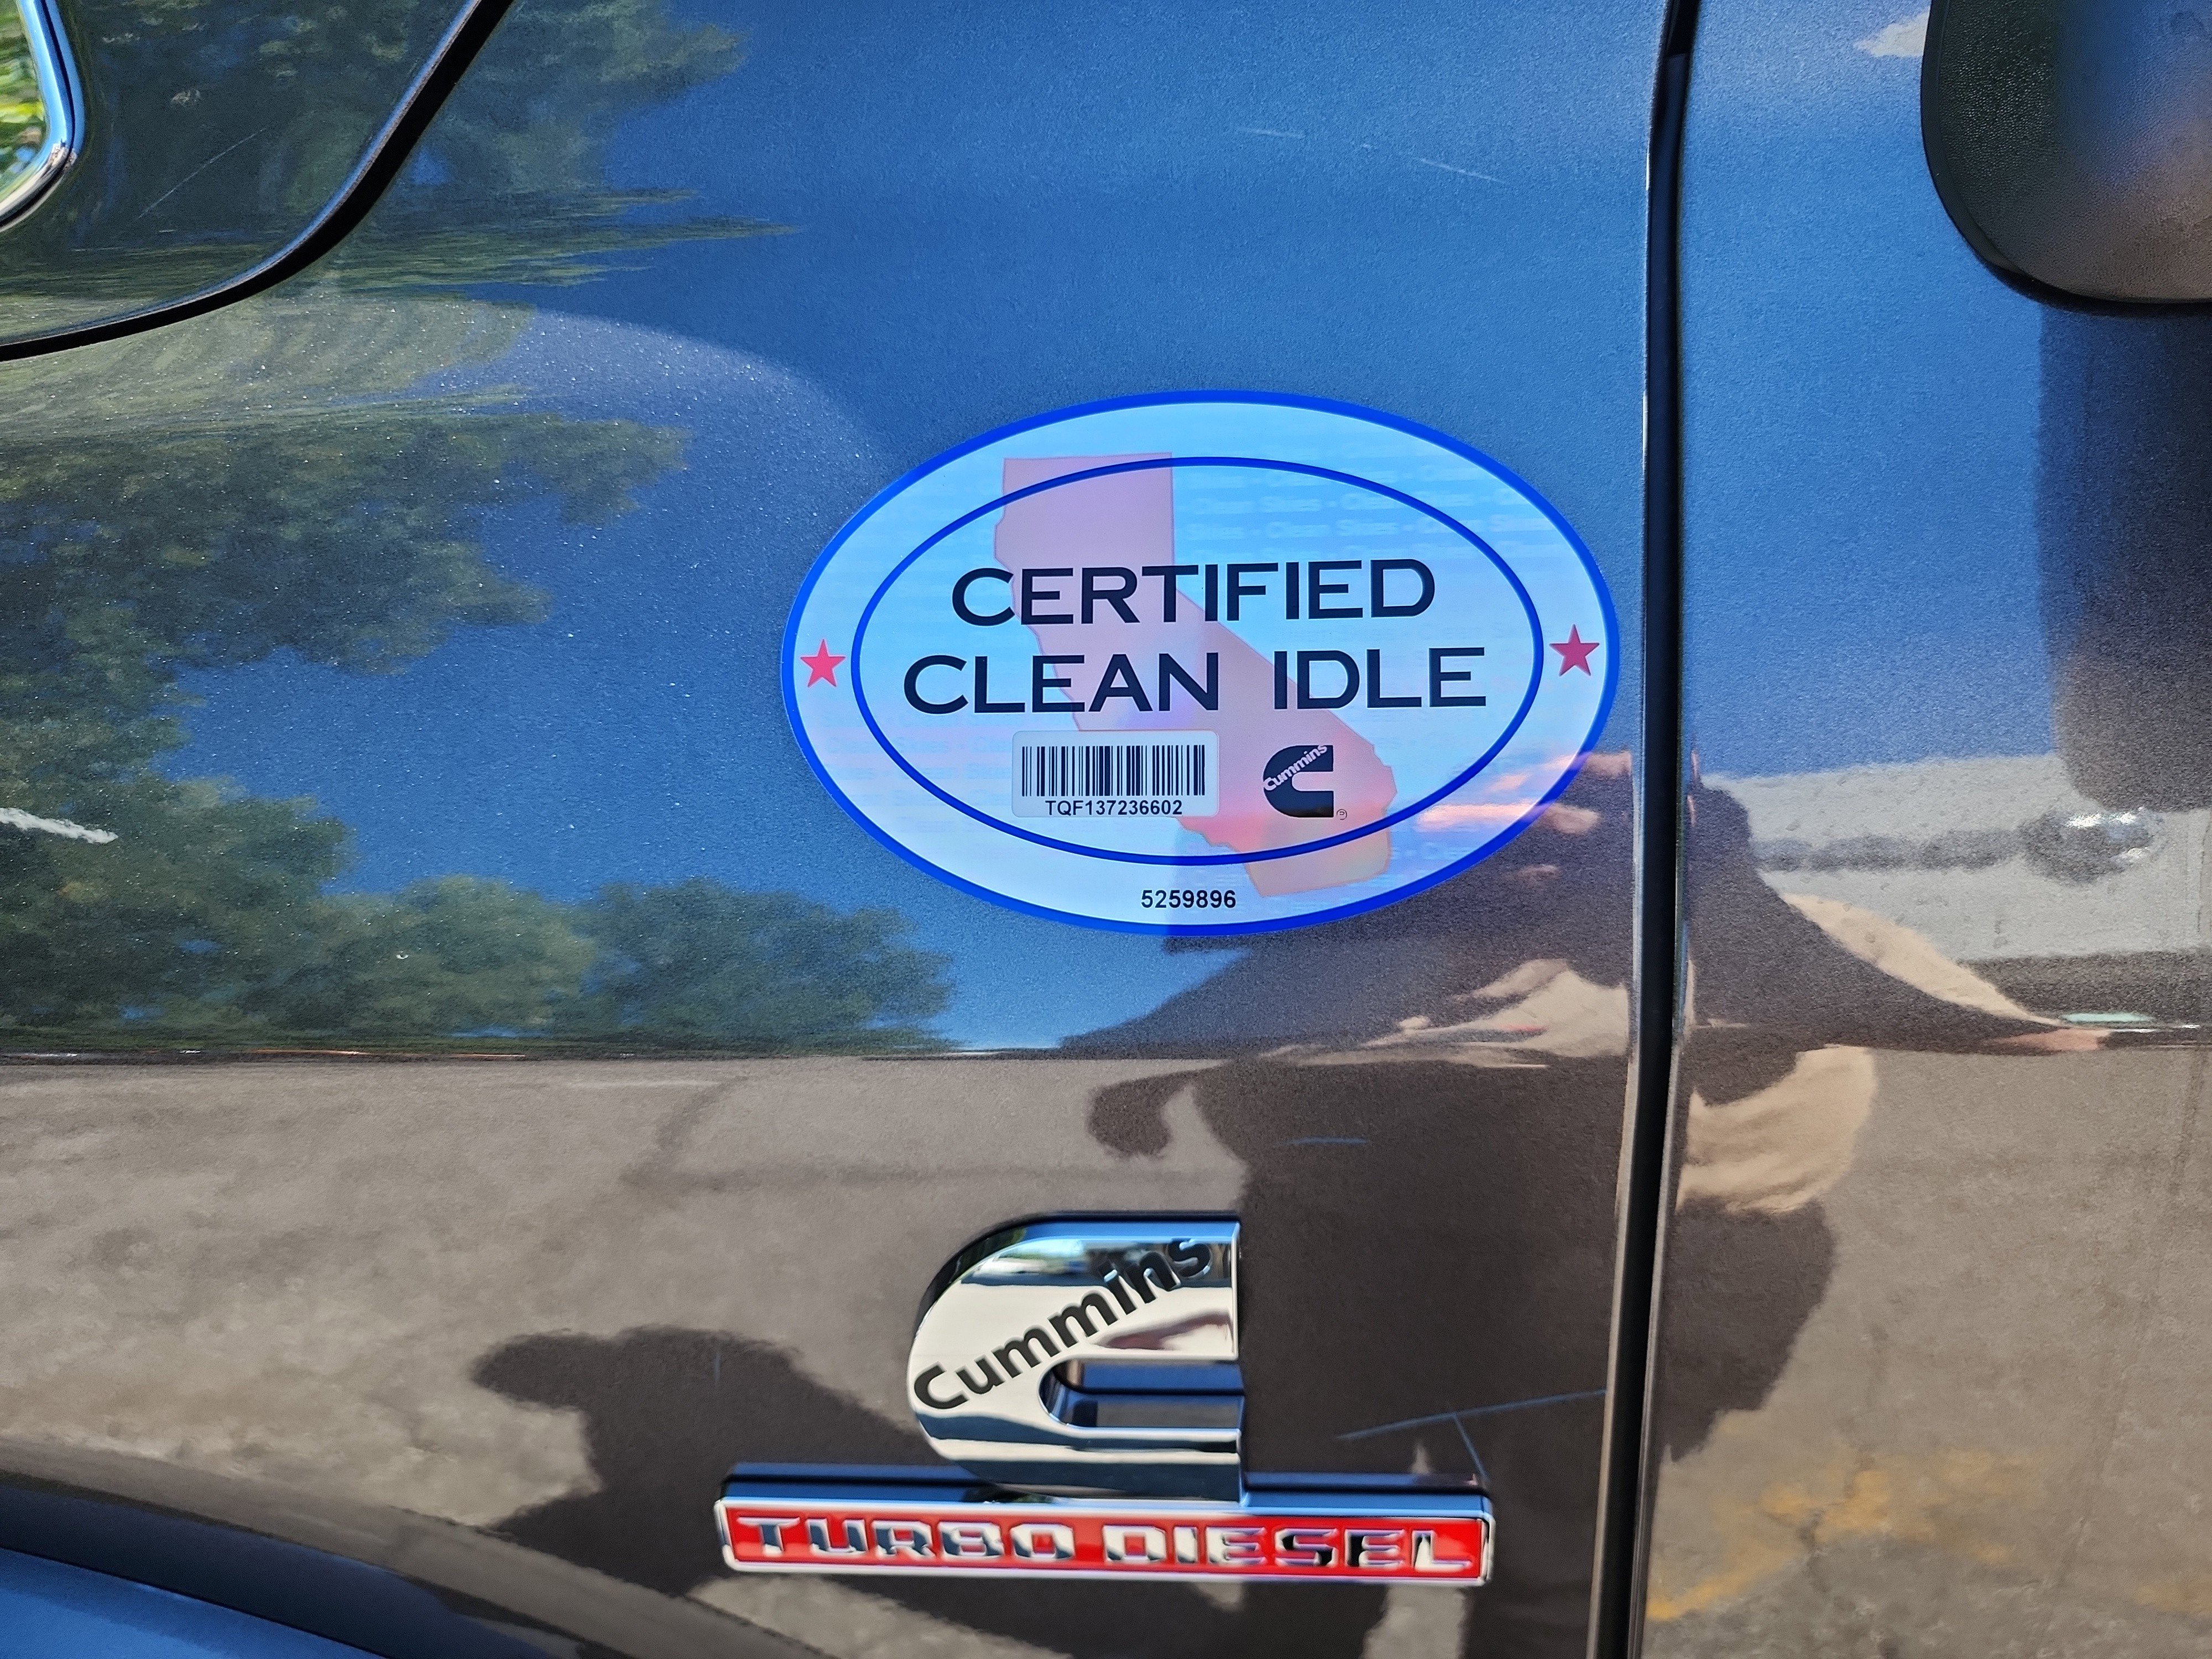 CERTIFIED
CLEAN IDLE
Cummins
TQF137236602
5259896
Cummins
TURBO DIESEL